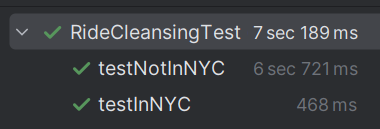 RideCleansingTest 7 sec 189 ms
testNotInNYC 6 sec 721 ms
testInNYC 468 ms